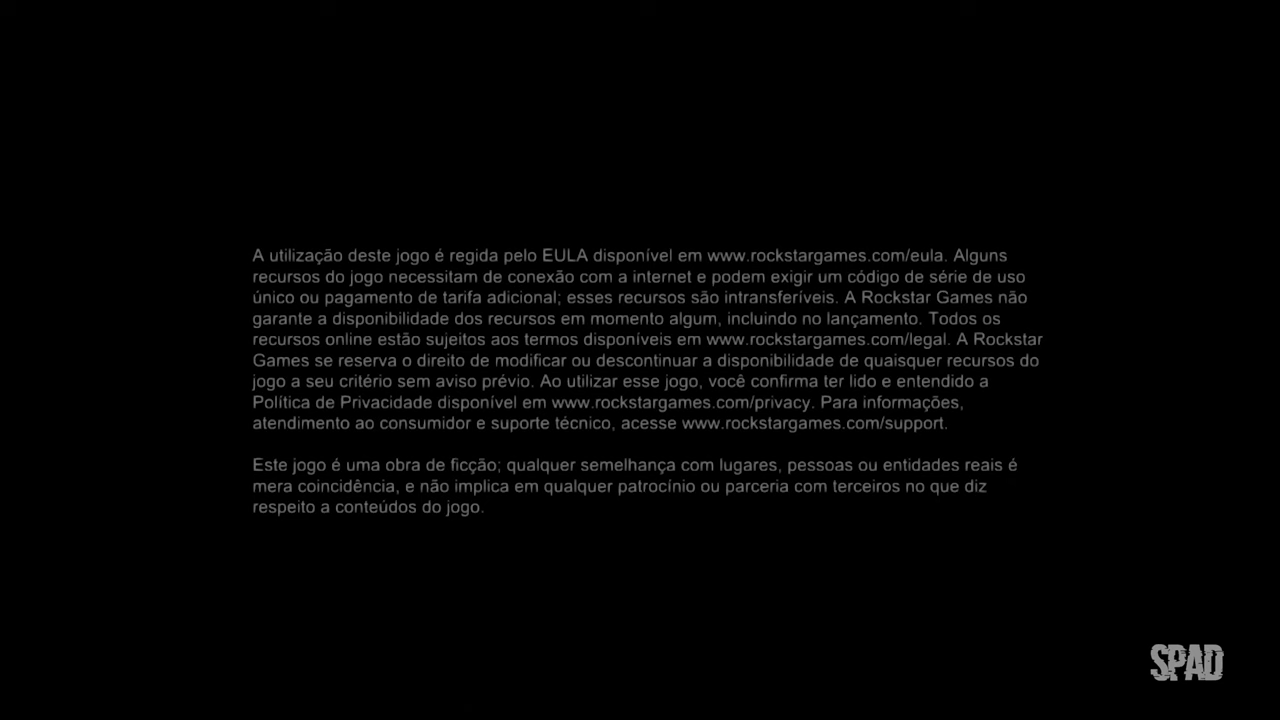 A utilização deste jogo é regida pelo EULA disponível em www.rockstargames.com/eula. Alguns
recursos do jogo necessitam de conexão com a internet e podem exigir um código de série de uso
único ou pagamento de tarifa adicional; esses recursos são intransferíveis. A Rockstar Games não
garante a disponibilidade dos recursos em momento algum, incluindo no lançamento. Todos os
recursos online estão sujeitos aos termos disponíveis em www.rockstargames.com/legal. A Rockstar
Games se reserva o direito de modificar ou descontinuar a disponibilidade de quaisquer recursos do
jogo a seu critério sem aviso prévio. Ao utilizar esse jogo, você confirma ter lido e entendido a
Política de Privacidade disponível em www.rockstargames.com/privacy. Para informações,
atendimento ao consumidor e suporte técnico, acesse www.rockstargames.com/support.
Este jogo é uma obra de ficção; qualquer semelhança com lugares, pessoas ou entidades reais é
mera coincidência, e não implica em qualquer patrocínio ou parceria com terceiros no que diz
respeito a conteúdos do jogo.
SPAD